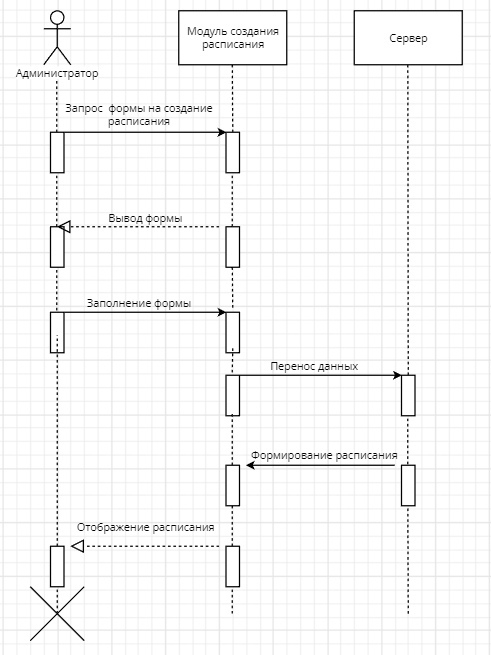 Администратор
Модуль создания
расписания
Сервер
Запрос формы на создание
расписания
Вывод формы
Заполнение формы
Перенос данных
Формирование расписания
Отображение расписания